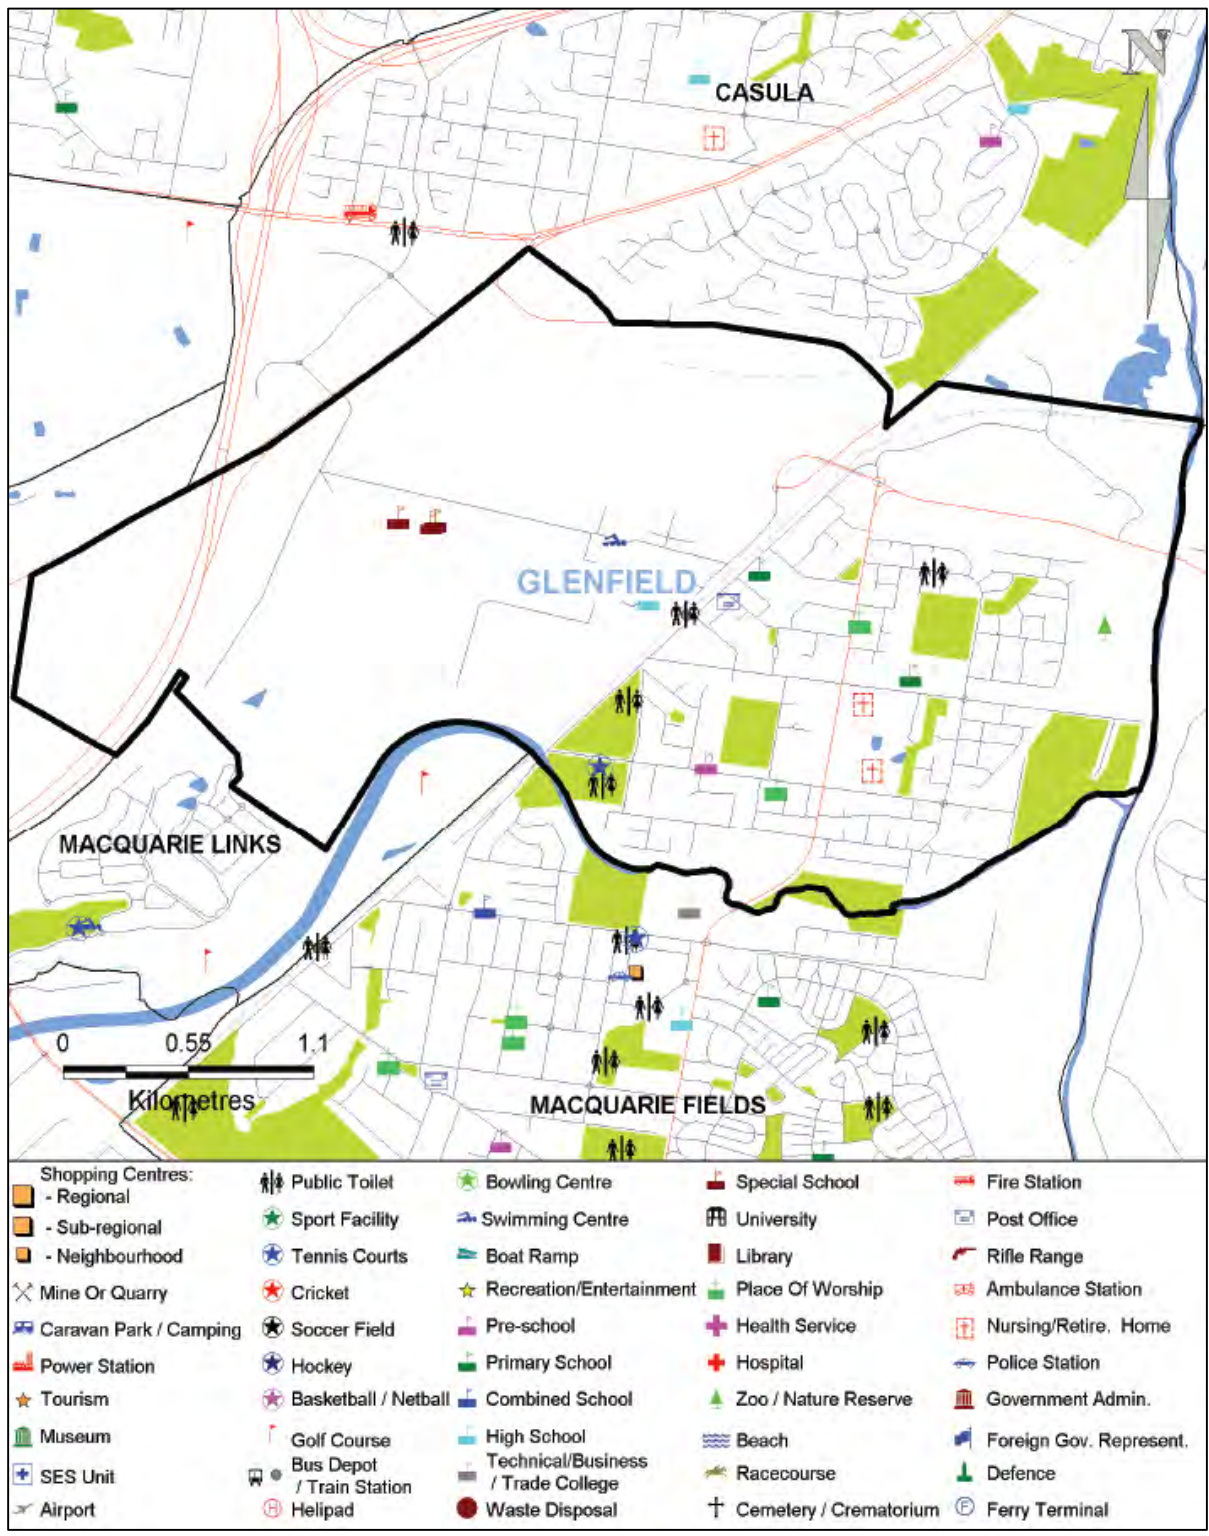 N
CASULA
GLENFIELD
MACQUARIE LINKS
0 0.55 1.1
Kilometres
MACQUARIE FIELDS
Shopping Centres:
- Regional
- Sub-regional
- Neighbourhood
Mine Or Quarry
Caravan Park / Camping
Power Station
Tourism
Museum
SES Unit
Airport
Public Toilet
Sport Facility
Tennis Courts
Cricket
Soccer Field
Hockey
Basketball / Netball
Golf Course
Bus Depot
/ Train Station
H Helipad
Bowling Centre
Swimming Centre
Boat Ramp
Recreation/Entertainment
Pre-school
Primary School
Combined School
High School
Technical/Business
/ Trade College
Waste Disposal
Special School
University
Library
Place Of Worship
Health Service
Hospital
Zoo / Nature Reserve
Beach
Racecourse
Cemetery / Crematorium
Fire Station
Post Office
Rifle Range
Ambulance Station
Nursing/Retire. Home
Police Station
Government Admin.
Foreign Gov. Represent.
Defence
F Ferry Terminal